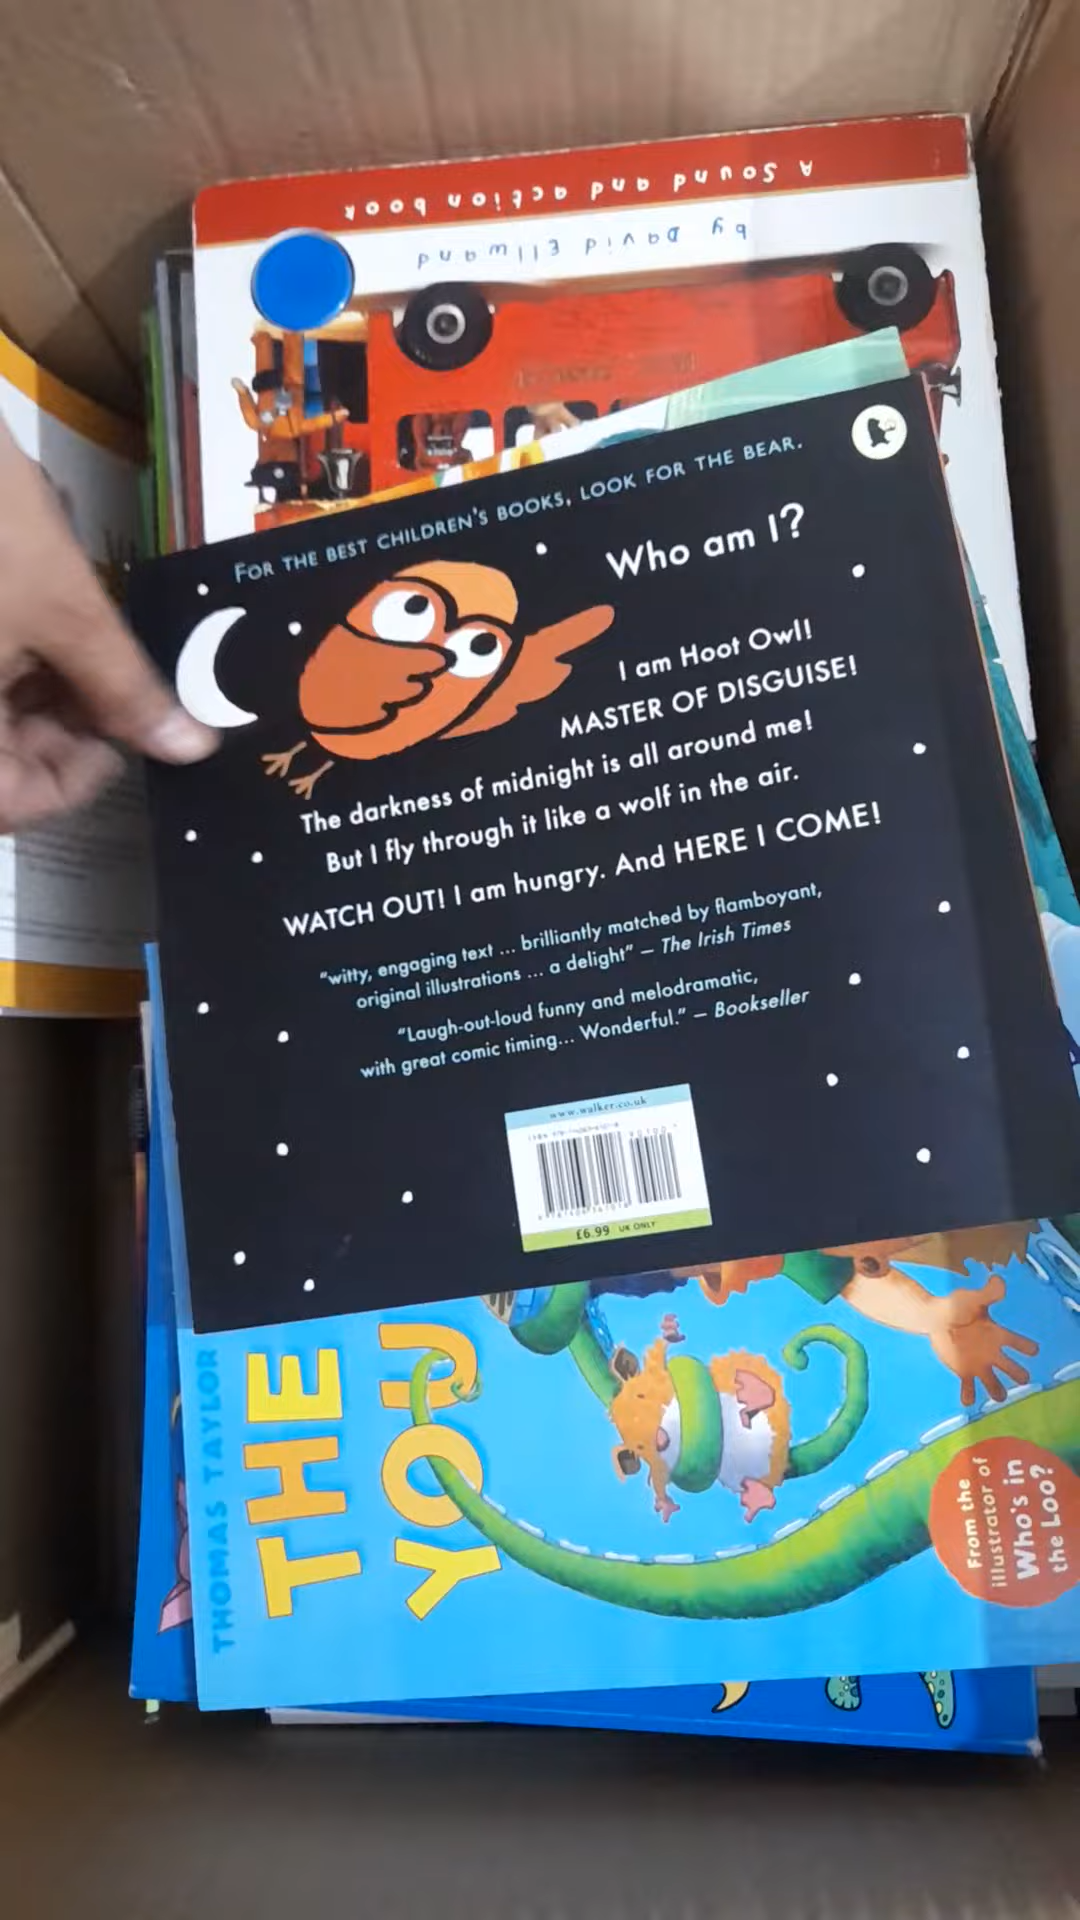 A Sound and action book
by David Ellwand
FOR THE BEST CHILDREN'S BOOKS, LOOK FOR THE BEAR.
Who am I?
I am Hoot Owl!
MASTER OF DISGUISE!
The darkness of midnight is all around me!
But I fly through it like a wolf in the air.
WATCH OUT! I am hungry. And HERE I COME!
"witty, engaging text ... brilliantly matched by flamboyant,
original illustrations ... a delight" – The Irish Times
"Laugh-out-loud funny and melodramatic,
with great comic timing... Wonderful." – Bookseller
www.walker.co.uk
£6.99 UK ONLY
THOMAS TAYLOR
THE
YOU
From the
illustrator of
Who's in
the Loo?